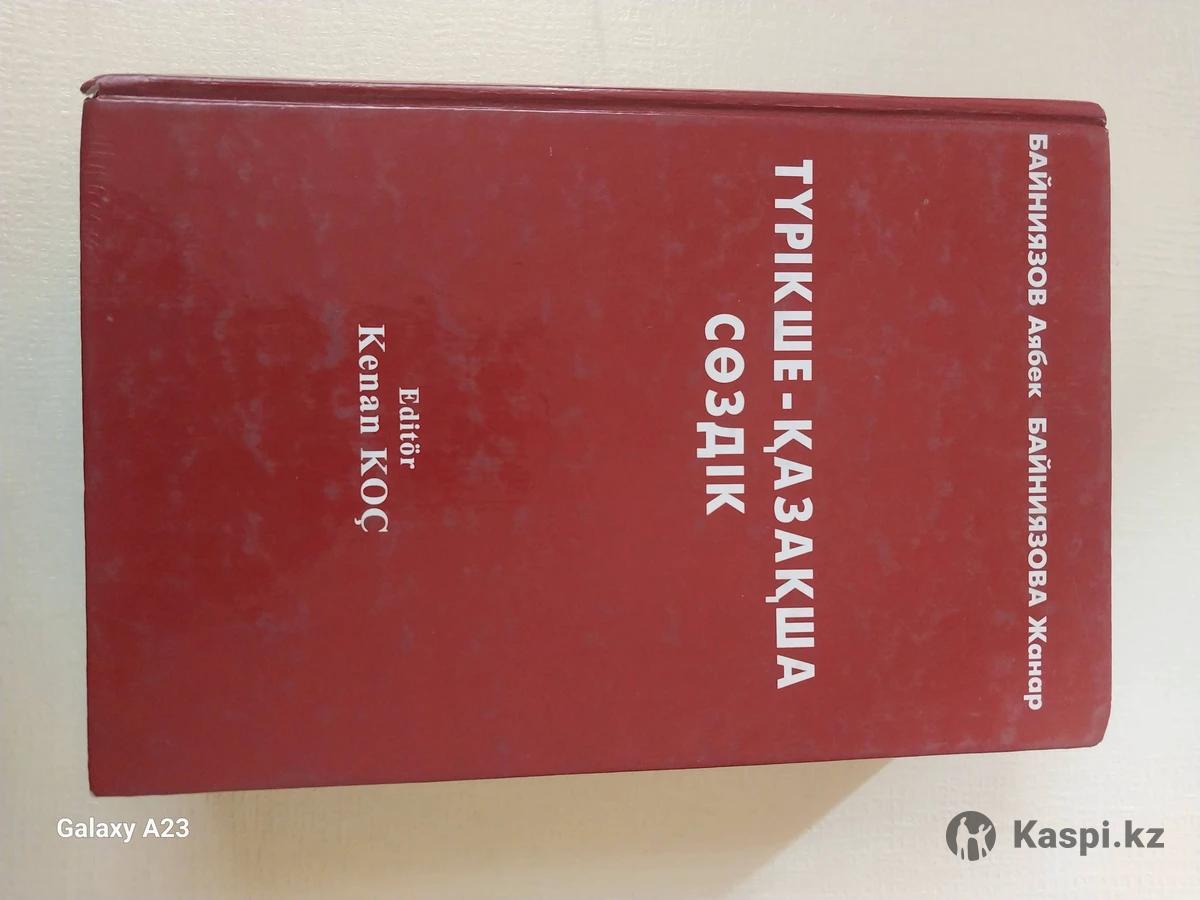 БАЙНИЯЗОВ Аябек БАЙНИЯЗОВА Жанар
ТҮРІКШЕ-ҚАЗАҚША
СӨЗДІК
Editör
Kenan KOÇ
Galaxy A23
Kaspi.kz